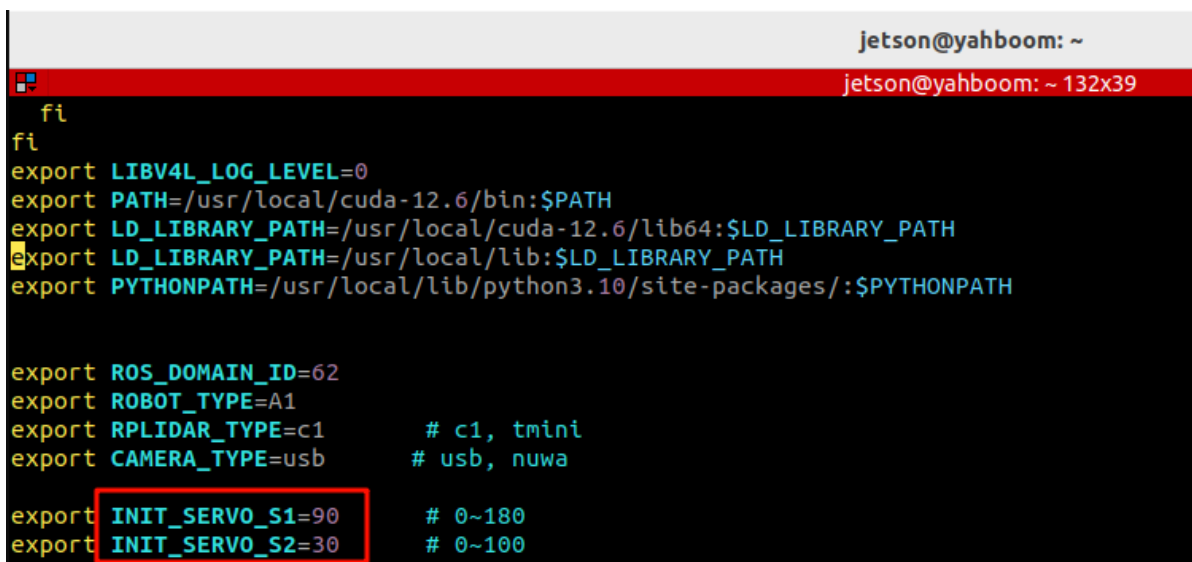 jetson@yahboom: ~
jetson@yahboom: ~ 132x39
fi
fi
export LIBV4L_LOG_LEVEL=0
export PATH=/usr/local/cuda-12.6/bin:$PATH
export LD_LIBRARY_PATH=/usr/local/cuda-12.6/lib64:$LD_LIBRARY_PATH
export LD_LIBRARY_PATH=/usr/local/lib:$LD_LIBRARY_PATH
export PYTHONPATH=/usr/local/lib/python3.10/site-packages/:$PYTHONPATH
export ROS_DOMAIN_ID=62
export ROBOT_TYPE=A1
export RPLIDAR_TYPE=c1 # c1, tmini
export CAMERA_TYPE=usb # usb, nuwa
export INIT_SERVO_S1=90 # 0~180
export INIT_SERVO_S2=30 # 0~100